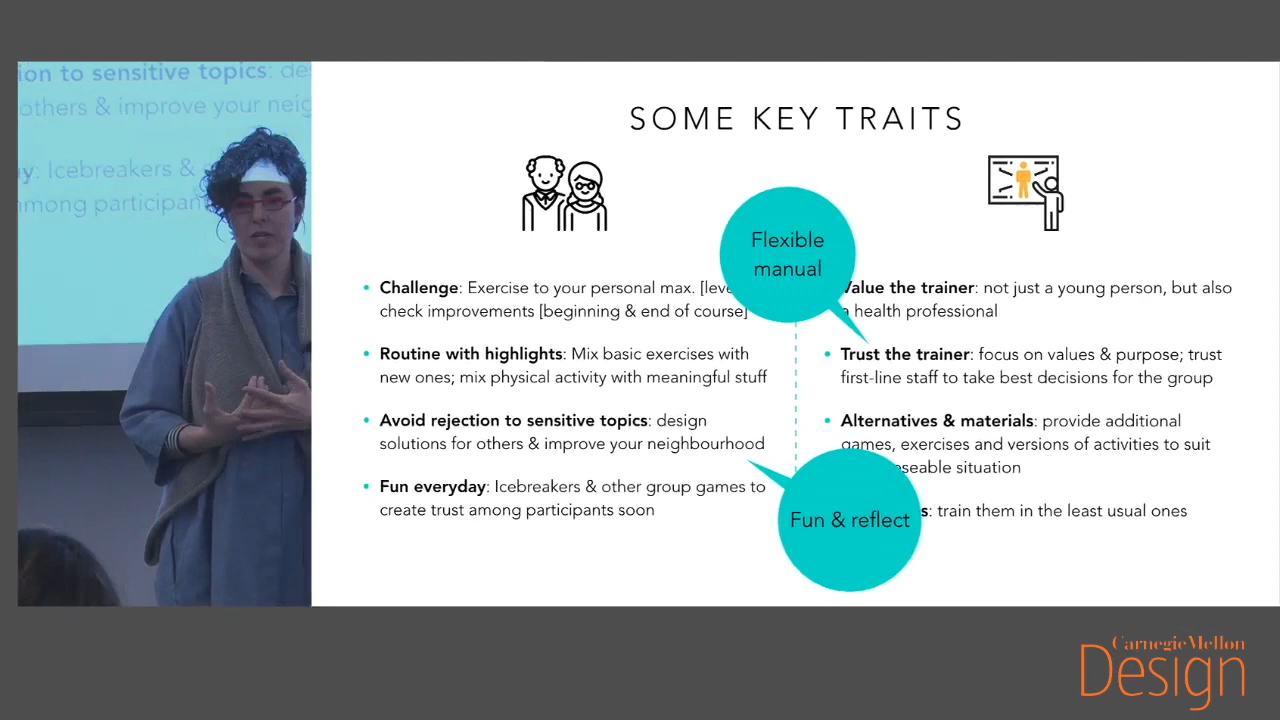 ion to sensitive topics: de
others & improve your neig
y: Icebreakers &
among participan
SOME KEY TRAITS
Flexible
manual
Challenge: Exercise to your personal max. [leve
check improvements [beginning & end of course]
Routine with highlights: Mix basic exercises with
new ones; mix physical activity with meaningful stuff
Avoid rejection to sensitive topics: design
solutions for others & improve your neighbourhood
Fun everyday: Icebreakers & other group games to
create trust among participants soon
Value the trainer: not just a young person, but also
a health professional
Trust the trainer: focus on values & purpose; trust
first-line staff to take best decisions for the group
Alternatives & materials: provide additional
games, exercises and versions of activities to suit
seable situation
s: train them in the least usual ones
Fun & reflect
Carnegie Mellon
Design